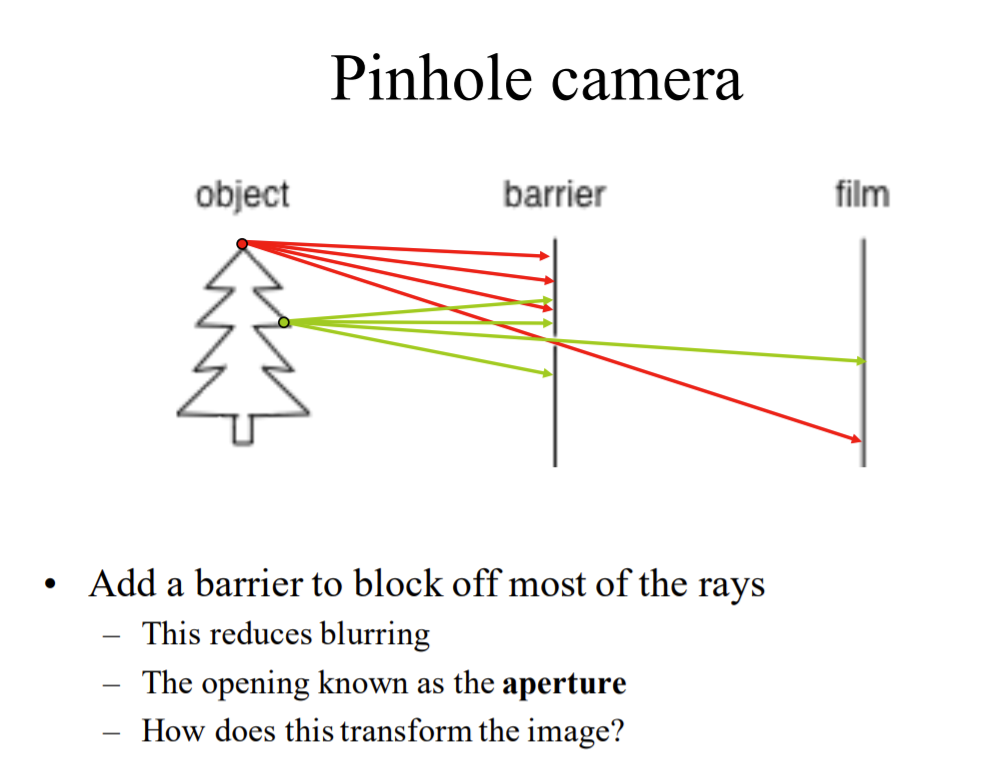 Pinhole camera
object barrier film
• Add a barrier to block off most of the rays
– This reduces blurring
– The opening known as the aperture
– How does this transform the image?